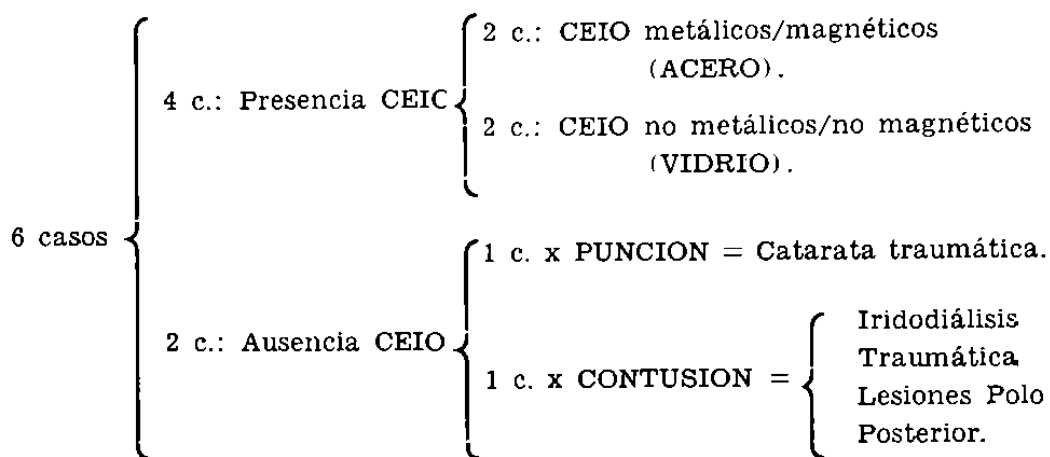 2 c.: CEIO metálicos/magnéticos
(ACERO).
4 c.: Presencia CEIC
2 c.: CEIO no metálicos/no magnéticos
(VIDRIO).
6 casos
1 c. x PUNCION = Catarata traumática.
2 c.: Ausencia CEIO
1 c. x CONTUSION =
Iridodiálisis
Traumática
Lesiones Polo
Posterior.